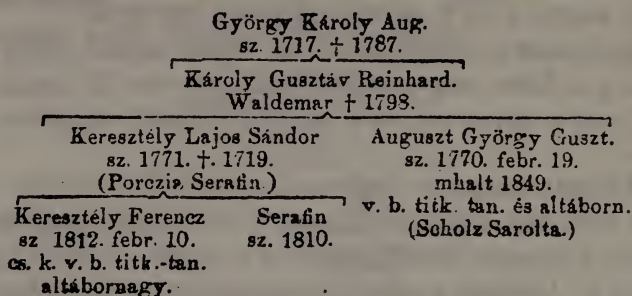 György Károly Aug.
sz. 1717. † 1787.
Károly Gusztáv Reinhard.
Waldemar † 1798.
Keresztély Lajos Sándor
sz. 1771. †. 1719.
(Porczia Serafin.)
Auguszt György Guszt.
sz. 1770. febr. 19.
mhalt 1849.
v. b. titk. tan. és altáborn.
(Scholz Sarolta.)
Keresztély Ferencz
sz 1812. febr. 10.
cs. k. v. b. titk.-tan.
altábornagy.
Serafin
sz. 1810.